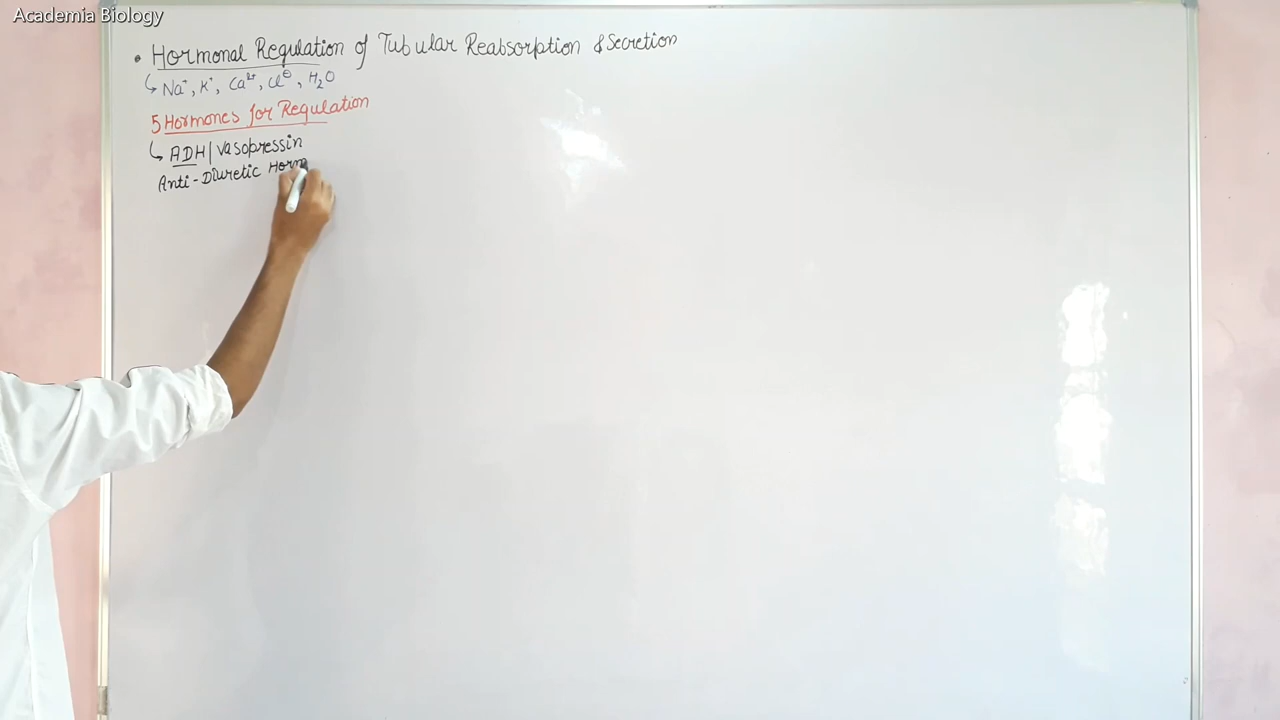 Academia Biology
• Hormonal Regulation of Tubular Reabsorption & Secretion
↳ Na⁺, K⁺, Ca²⁺, Cl⊖, H₂O
5 Hormones for Regulation
↳ ADH | Vasopressin
Anti-Diuretic Horm